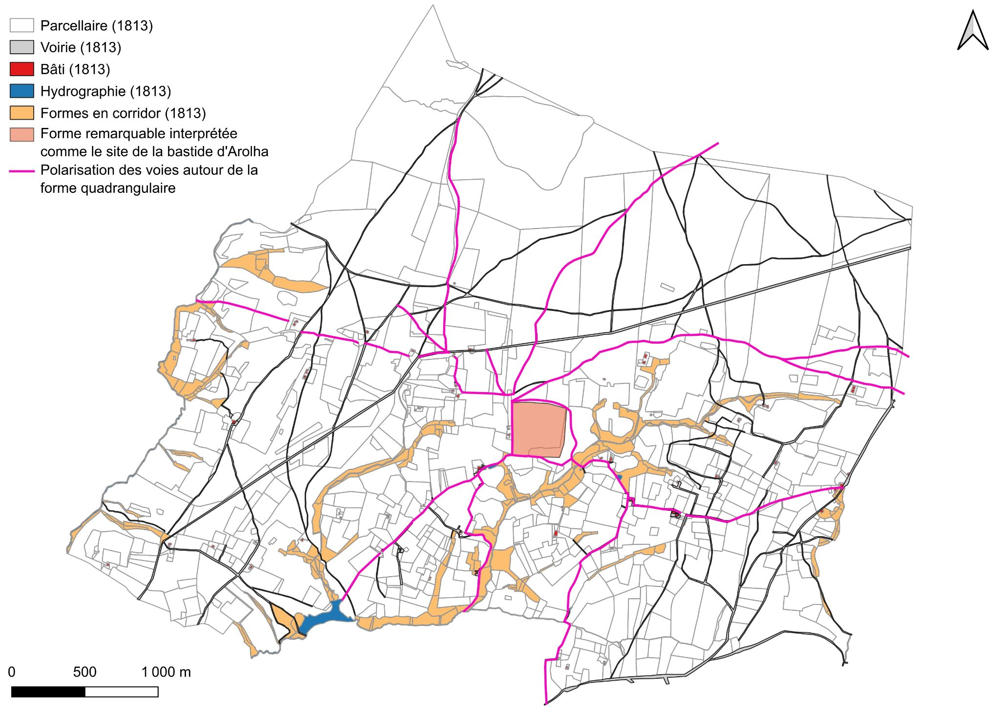 Parcellaire (1813)
Voirie (1813)
Bâti (1813)
Hydrographie (1813)
Formes en corridor (1813)
Forme remarquable interprétée
comme le site de la bastide d'Arolha
Polarisation des voies autour de la
forme quadrangulaire
0 500 1 000 m